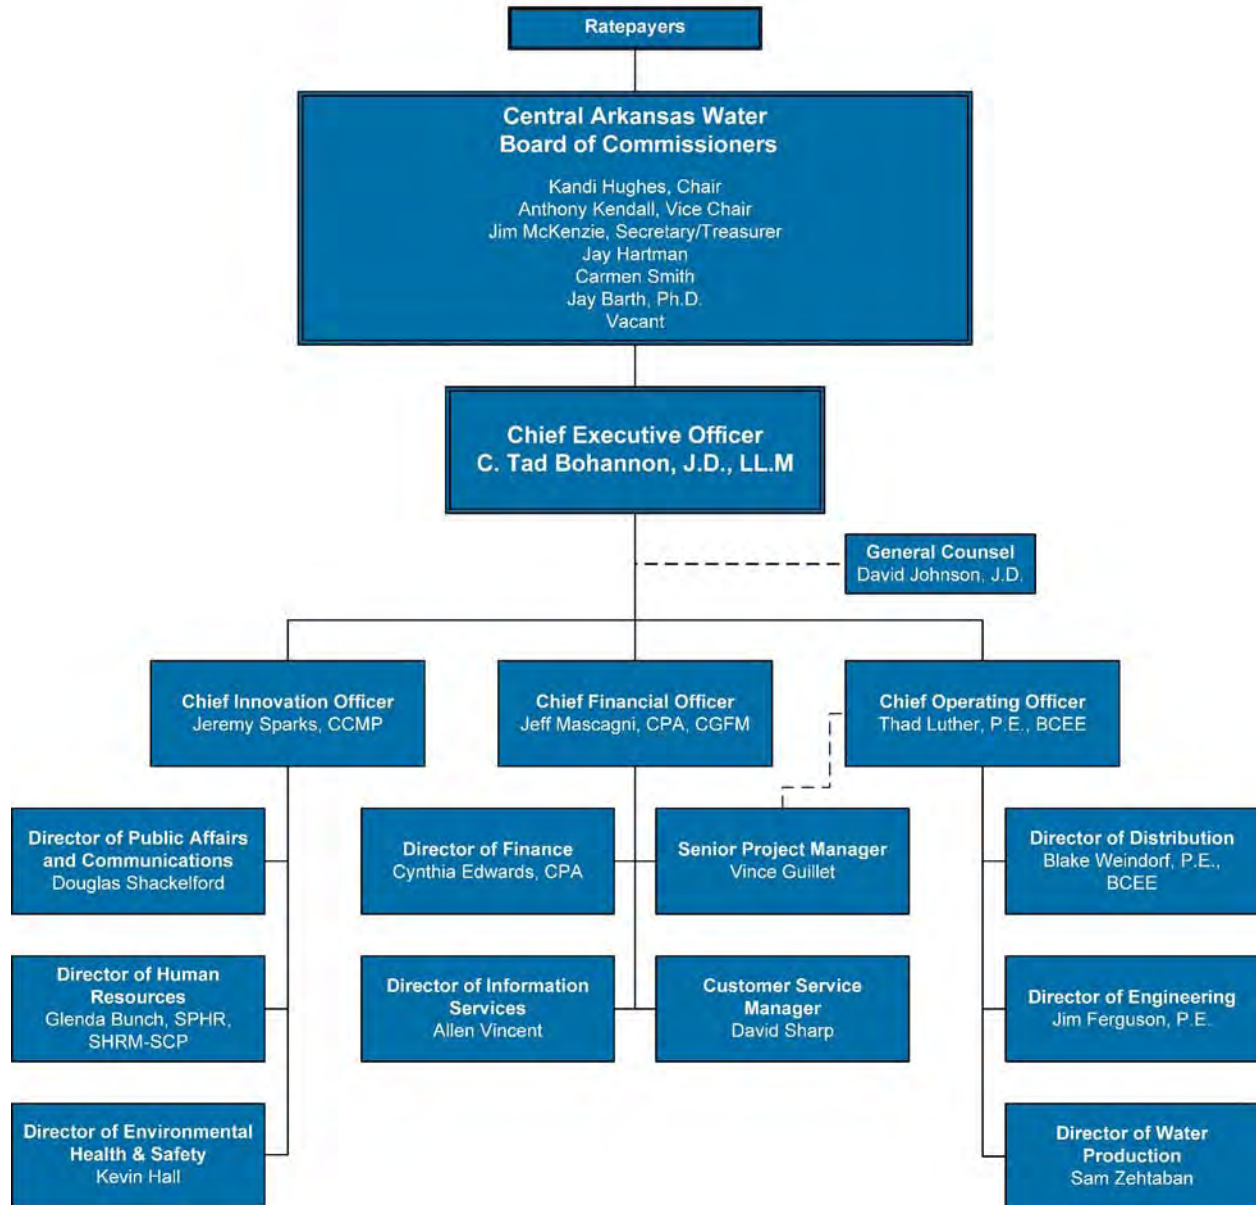 Ratepayers
Central Arkansas Water
Board of Commissioners
Kandi Hughes, Chair
Anthony Kendall, Vice Chair
Jim McKenzie, Secretary/Treasurer
Jay Hartman
Carmen Smith
Jay Barth, Ph.D.
Vacant
Chief Executive Officer
C. Tad Bohannon, J.D., LL.M
General Counsel
David Johnson, J.D.
Chief Innovation Officer
Jeremy Sparks, CCMP
Chief Financial Officer
Jeff Mascagni, CPA, CGFM
Chief Operating Officer
Thad Luther, P.E., BCEE
Director of Public Affairs
and Communications
Douglas Shackelford
Director of Finance
Cynthia Edwards, CPA
Senior Project Manager
Vince Guillet
Director of Distribution
Blake Weindorf, P.E.,
BCEE
Director of Human
Resources
Glenda Bunch, SPHR,
SHRM-SCP
Director of Information
Services
Allen Vincent
Customer Service
Manager
David Sharp
Director of Engineering
Jim Ferguson, P.E.
Director of Environmental
Health & Safety
Kevin Hall
Director of Water
Production
Sam Zehtaban